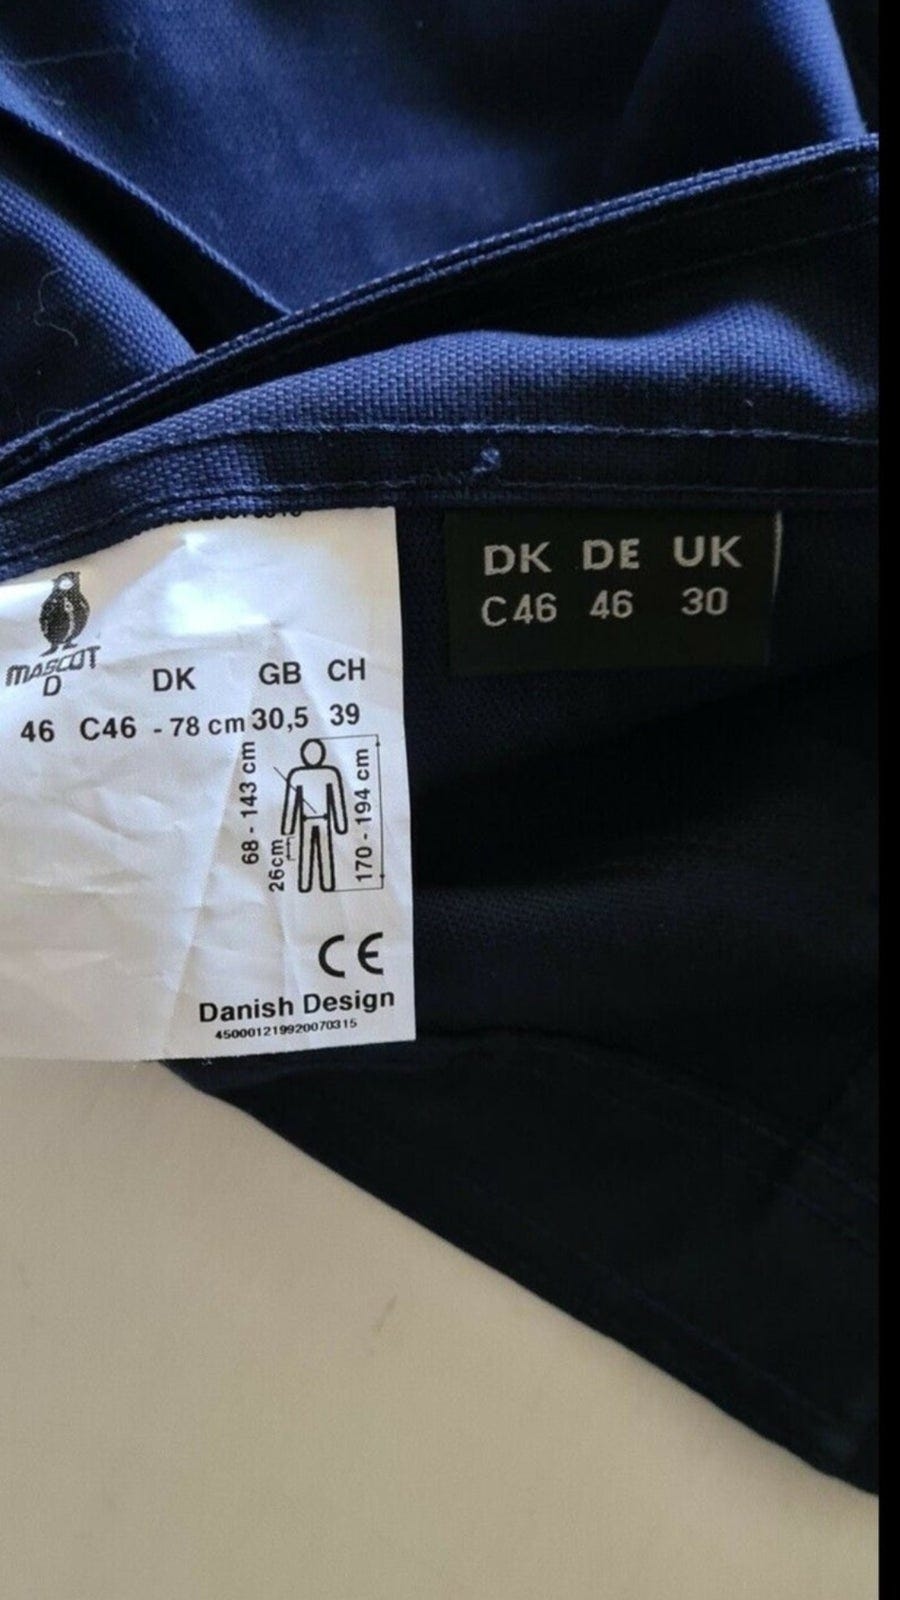 MASCOT
D DK GB CH
46 C46 - 78 cm 30,5 39
68 - 143 cm
26cm
170 - 194 cm
CE
Danish Design
450001219920070315
DK DE UK
C46 46 30